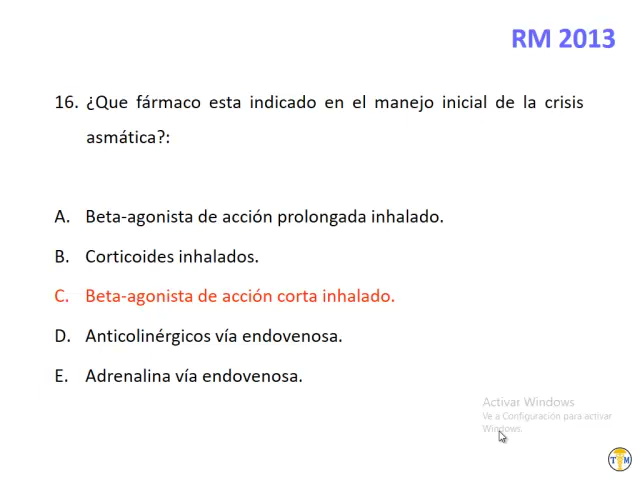 RM 2013
16. ¿Que fármaco esta indicado en el manejo inicial de la crisis
asmática?:
A. Beta-agonista de acción prolongada inhalado.
B. Corticoides inhalados.
C. Beta-agonista de acción corta inhalado.
D. Anticolinérgicos vía endovenosa.
E. Adrenalina vía endovenosa.
Activar Windows
Ve a Configuración para activar
Windows.
T M